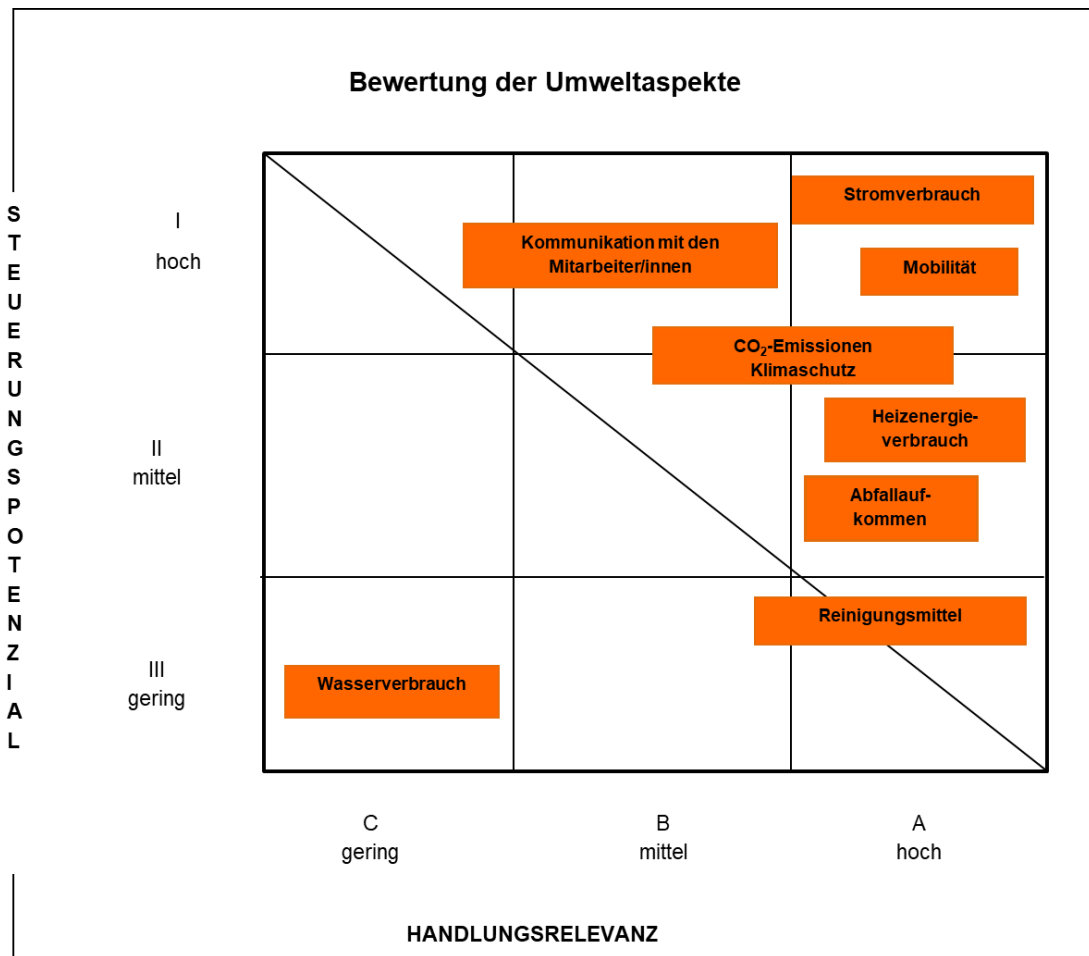 Bewertung der Umweltaspekte
STEUERUNGSPOTENZIAL
I
hoch
II
mittel
III
gering
Stromverbrauch
Kommunikation mit den
Mitarbeiter/innen
Mobilität
CO₂-Emissionen
Klimaschutz
Heizenergie-
verbrauch
Abfallauf-
kommen
Reinigungsmittel
Wasserverbrauch
C
gering
B
mittel
A
hoch
HANDLUNGSRELEVANZ